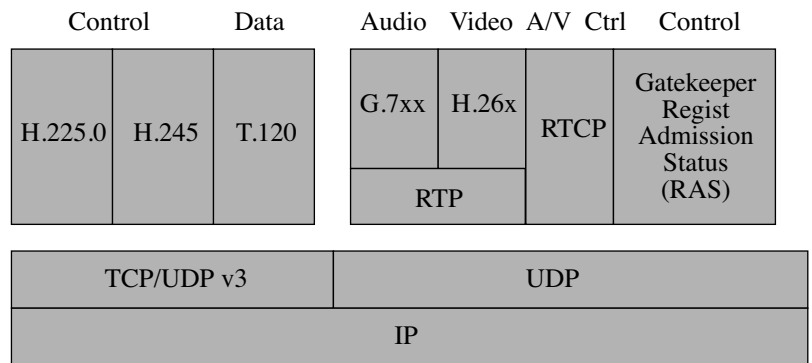 Control Data Audio Video A/V Ctrl Control
H.225.0 H.245 T.120 G.7xx H.26x RTCP Gatekeeper
Regist
Admission
Status
(RAS)
RTP
TCP/UDP v3 UDP
IP